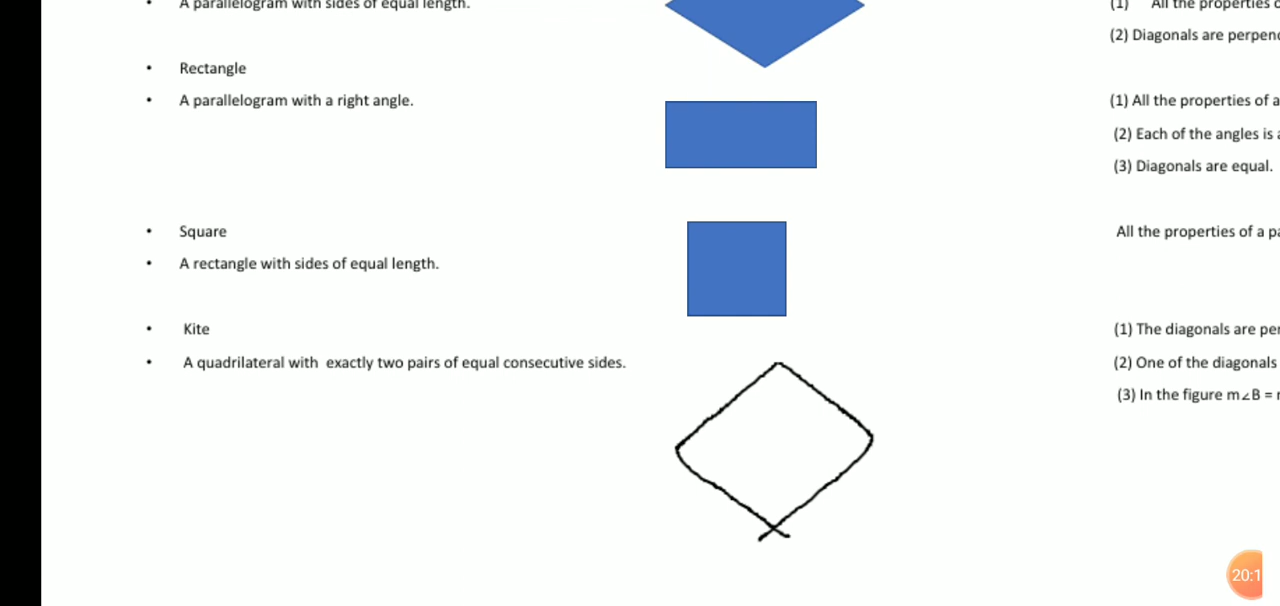 • A parallelogram with sides of equal length.
(1) All the properties
(2) Diagonals are
• Rectangle
• A parallelogram with a right angle.
(1) All the properties of a
(2) Each of the angles is
(3) Diagonals are equal.
• Square
• A rectangle with sides of equal length.
All the properties of a
• Kite
(1) The diagonals are
• A quadrilateral with exactly two pairs of equal consecutive sides.
(2) One of the diagonals
(3) In the figure m∠B =
20:1